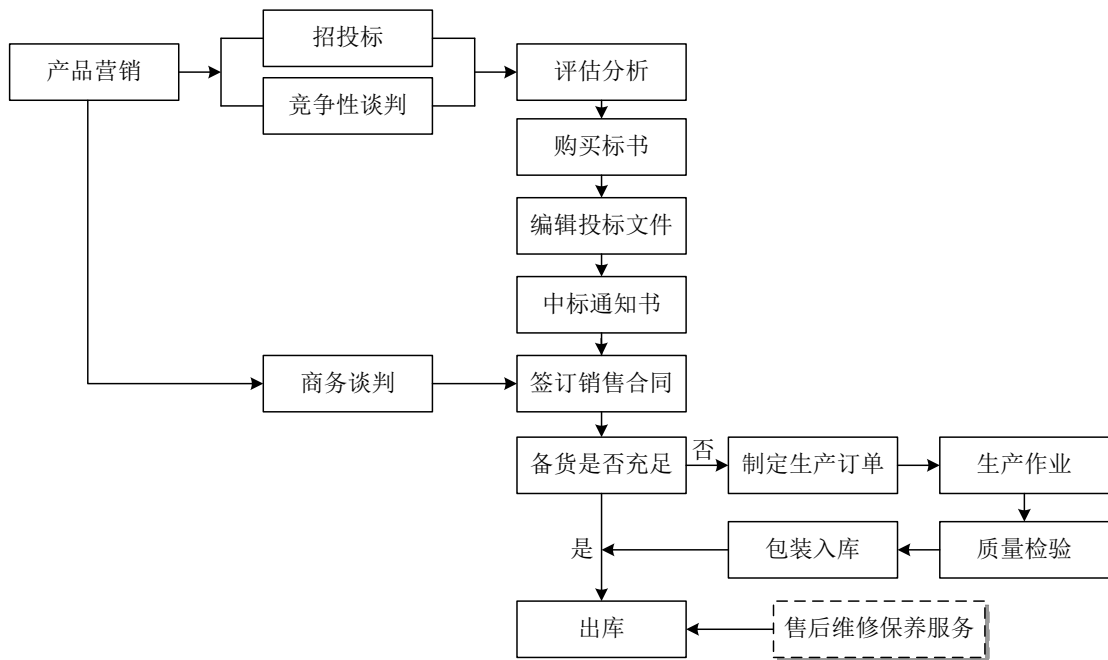 招投标
产品营销
评估分析
竞争性谈判
购买标书
编辑投标文件
中标通知书
商务谈判
签订销售合同
备货是否充足
否
制定生产订单
生产作业
是
包装入库
质量检验
出库
售后维修保养服务